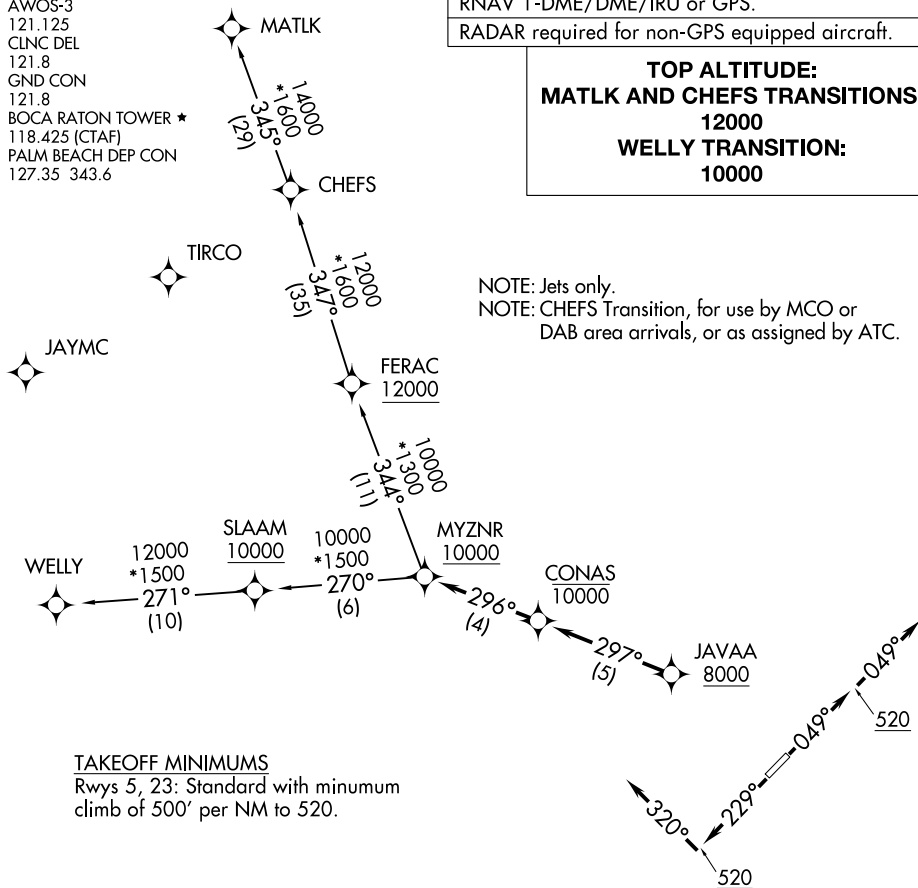 AWOS-3
121.125
CLNC DEL
121.8
GND CON
121.8
BOCA RATON TOWER ★
118.425 (CTAF)
PALM BEACH DEP CON
127.35 343.6
RNAV 1-DME/DME/IRU or GPS.
RADAR required for non-GPS equipped aircraft.
TOP ALTITUDE:
MATLK AND CHEFS TRANSITIONS
12000
WELLY TRANSITION:
10000
MATLK
14000
*1600
345°
(29)
CHEFS
TIRCO
12000
*1600
347°
(35)
NOTE: Jets only.
NOTE: CHEFS Transition, for use by MCO or
DAB area arrivals, or as assigned by ATC.
JAYMC
FERAC
12000
10000
*1300
344°
(11)
WELLY
12000
*1500
271°
(10)
SLAAM
10000
10000
*1500
270°
(6)
MYZNR
10000
296°
(4)
CONAS
10000
297°
(5)
JAVAA
8000
049°
520
049°
229°
320°
520
TAKEOFF MINIMUMS
Rwys 5, 23: Standard with minumum
climb of 500' per NM to 520.